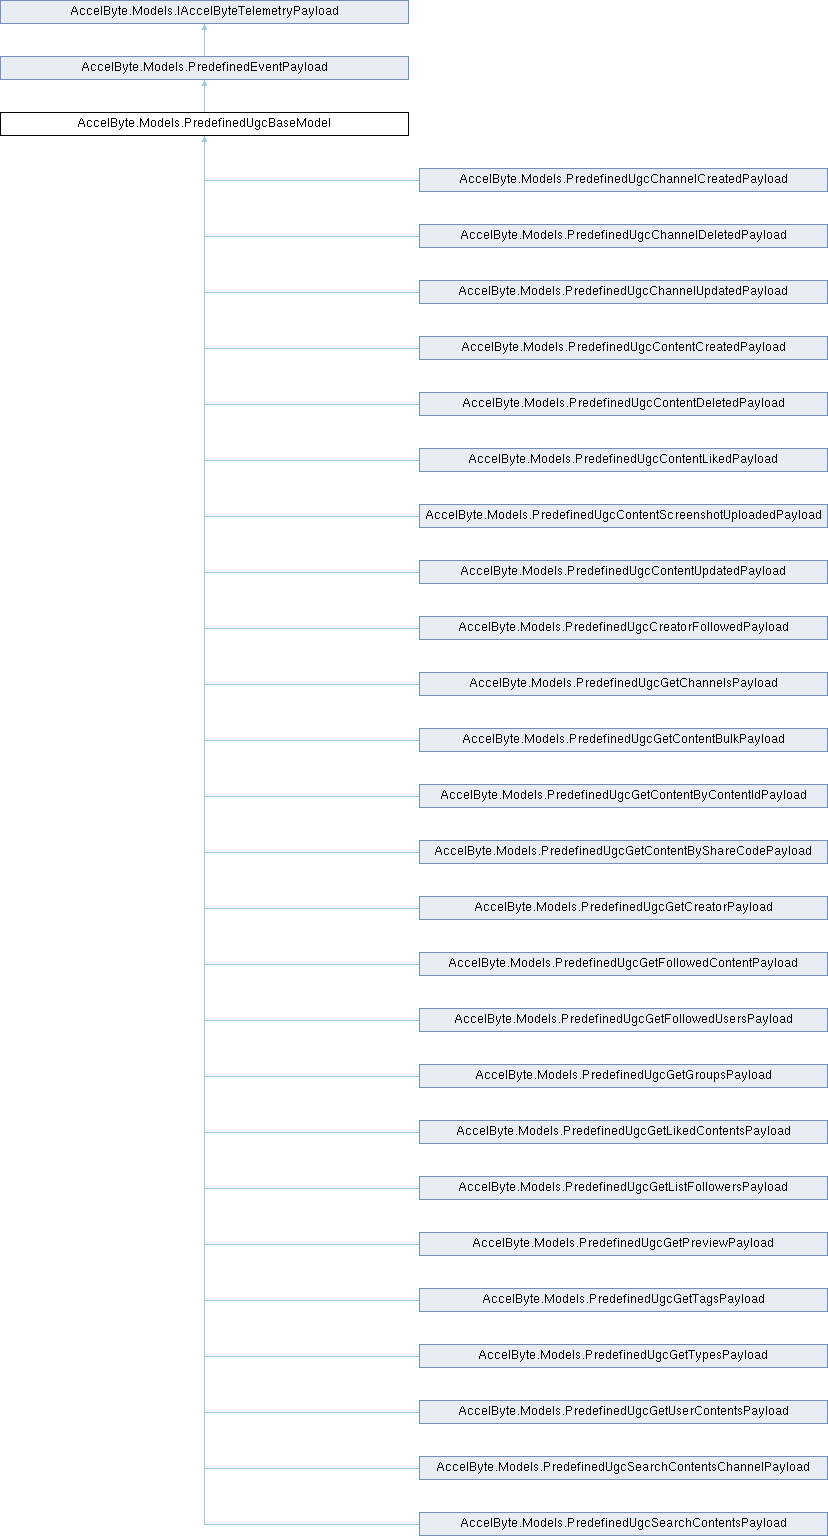 AccelByte.Models.IAccelByteTelemetryPayload
AccelByte.Models.PredefinedEventPayload
AccelByte.Models.PredefinedUgcBaseModel
AccelByte.Models.PredefinedUgcChannelCreatedPayload
AccelByte.Models.PredefinedUgcChannelDeletedPayload
AccelByte.Models.PredefinedUgcChannelUpdatedPayload
AccelByte.Models.PredefinedUgcContentCreatedPayload
AccelByte.Models.PredefinedUgcContentDeletedPayload
AccelByte.Models.PredefinedUgcContentLikedPayload
AccelByte.Models.PredefinedUgcContentScreenshotUploadedPayload
AccelByte.Models.PredefinedUgcContentUpdatedPayload
AccelByte.Models.PredefinedUgcCreatorFollowedPayload
AccelByte.Models.PredefinedUgcGetChannelsPayload
AccelByte.Models.PredefinedUgcGetContentBulkPayload
AccelByte.Models.PredefinedUgcGetContentByContentIdPayload
AccelByte.Models.PredefinedUgcGetContentByShareCodePayload
AccelByte.Models.PredefinedUgcGetCreatorPayload
AccelByte.Models.PredefinedUgcGetFollowedContentPayload
AccelByte.Models.PredefinedUgcGetFollowedUsersPayload
AccelByte.Models.PredefinedUgcGetGroupsPayload
AccelByte.Models.PredefinedUgcGetLikedContentsPayload
AccelByte.Models.PredefinedUgcGetListFollowersPayload
AccelByte.Models.PredefinedUgcGetPreviewPayload
AccelByte.Models.PredefinedUgcGetTagsPayload
AccelByte.Models.PredefinedUgcGetTypesPayload
AccelByte.Models.PredefinedUgcGetUserContentsPayload
AccelByte.Models.PredefinedUgcSearchContentsChannelPayload
AccelByte.Models.PredefinedUgcSearchContentsPayload